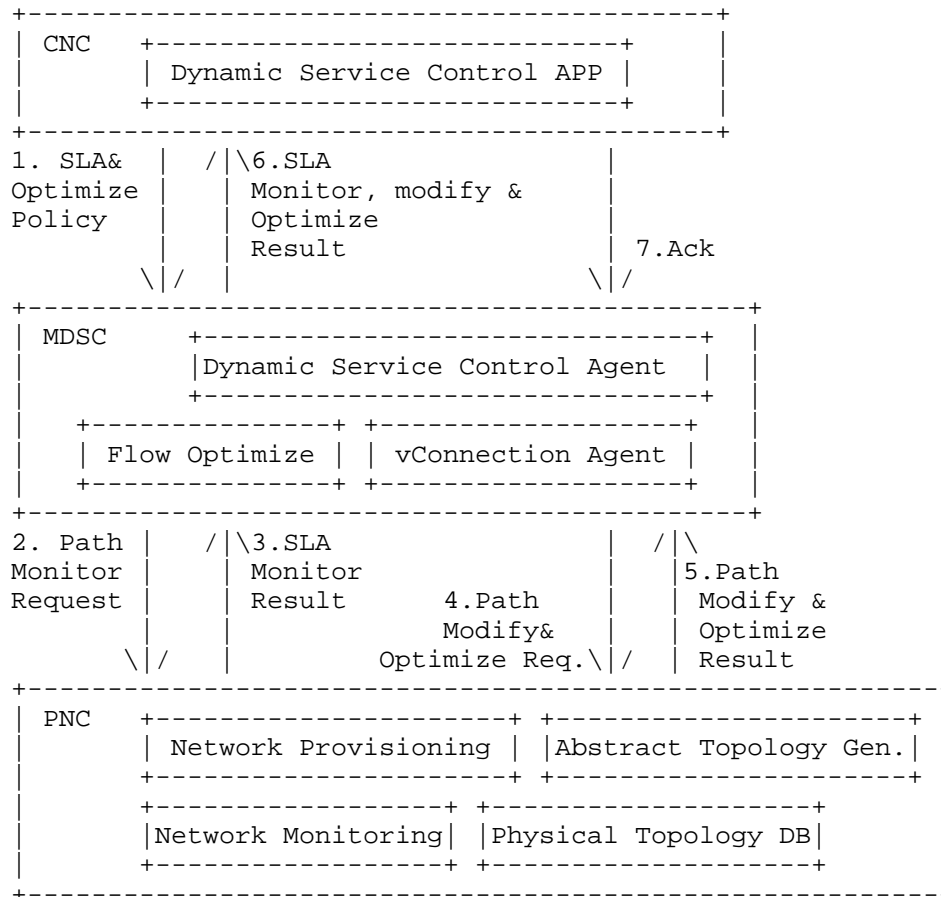 CNC
Dynamic Service Control APP
1. SLA& 6.SLA
Optimize Monitor, modify &
Policy Optimize
Result 7.Ack
MDSC
Dynamic Service Control Agent
Flow Optimize vConnection Agent
2. Path 3.SLA
Monitor Monitor 5.Path
Request Result 4.Path Modify &
Modify& Optimize
Optimize Req. Result
PNC
Network Provisioning Abstract Topology Gen.
Network Monitoring Physical Topology DB